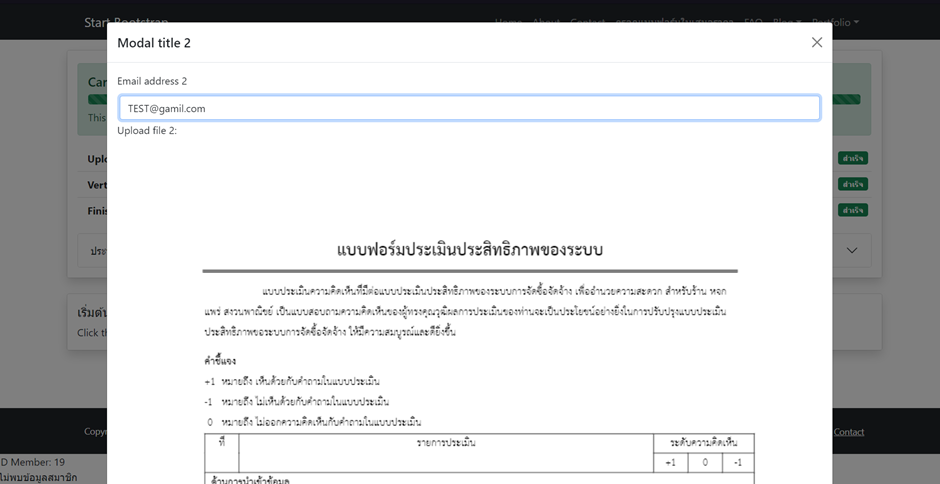 Start Bootstrap
Home About Contact FAQ Blog Portfolio
Modal title 2
Email address 2
TEST@gamil.com
Upload file 2:
แบบฟอร์มประเมินประสิทธิภาพของระบบ
แบบประเมินความคิดเห็นที่มีต่อแบบประเมินประสิทธิภาพของระบบการจัดซื้อจัดจ้าง เพื่ออำนวยความสะดวก สำหรับร้าน หจก
แพร่ สงวนพาณิชย์ เป็นแบบสอบถามความคิดเห็นของผู้ทรงคุณวุฒิผลการประเมินของท่านจะเป็นประโยชน์อย่างยิ่งในการปรับปรุงแบบประเมิน
ประสิทธิภาพขอระบบการจัดซื้อจัดจ้าง ให้มีความสมบูรณ์และดียิ่งขึ้น
คำชี้แจง
+1 หมายถึง เห็นด้วยกับคำถามในแบบประเมิน
-1 หมายถึง ไม่เห็นด้วยกับคำถามในแบบประเมิน
0 หมายถึง ไม่ออกความคิดเห็นกับคำถามในแบบประเมิน
ที่ รายการประเมิน ระดับความคิดเห็น
+1 0 -1
ด้านการนำเข้าข้อมูล
Can
This
Uplo สำเร็จ
Vert สำเร็จ
Finis สำเร็จ
ประ
เริ่มต้น
Click th
Copyr Contact
D Member: 19
ไม่พบข้อมูลสมาชิก